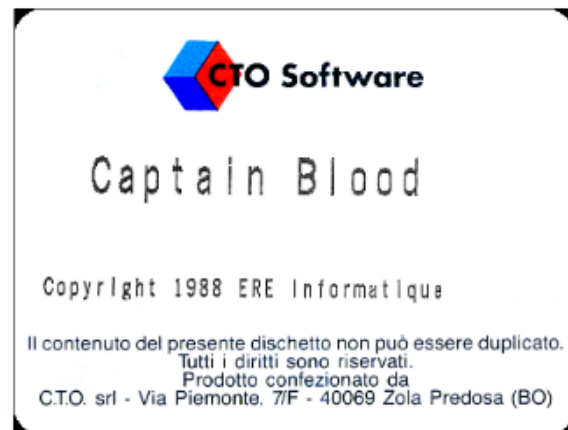 CTO Software
Captain Blood
Copyright 1988 ERE Informatique
Il contenuto del presente dischetto non può essere duplicato.
Tutti i diritti sono riservati.
Prodotto confezionato da
C.T.O. srl - Via Piemonte, 7/F - 40069 Zola Predosa (BO)